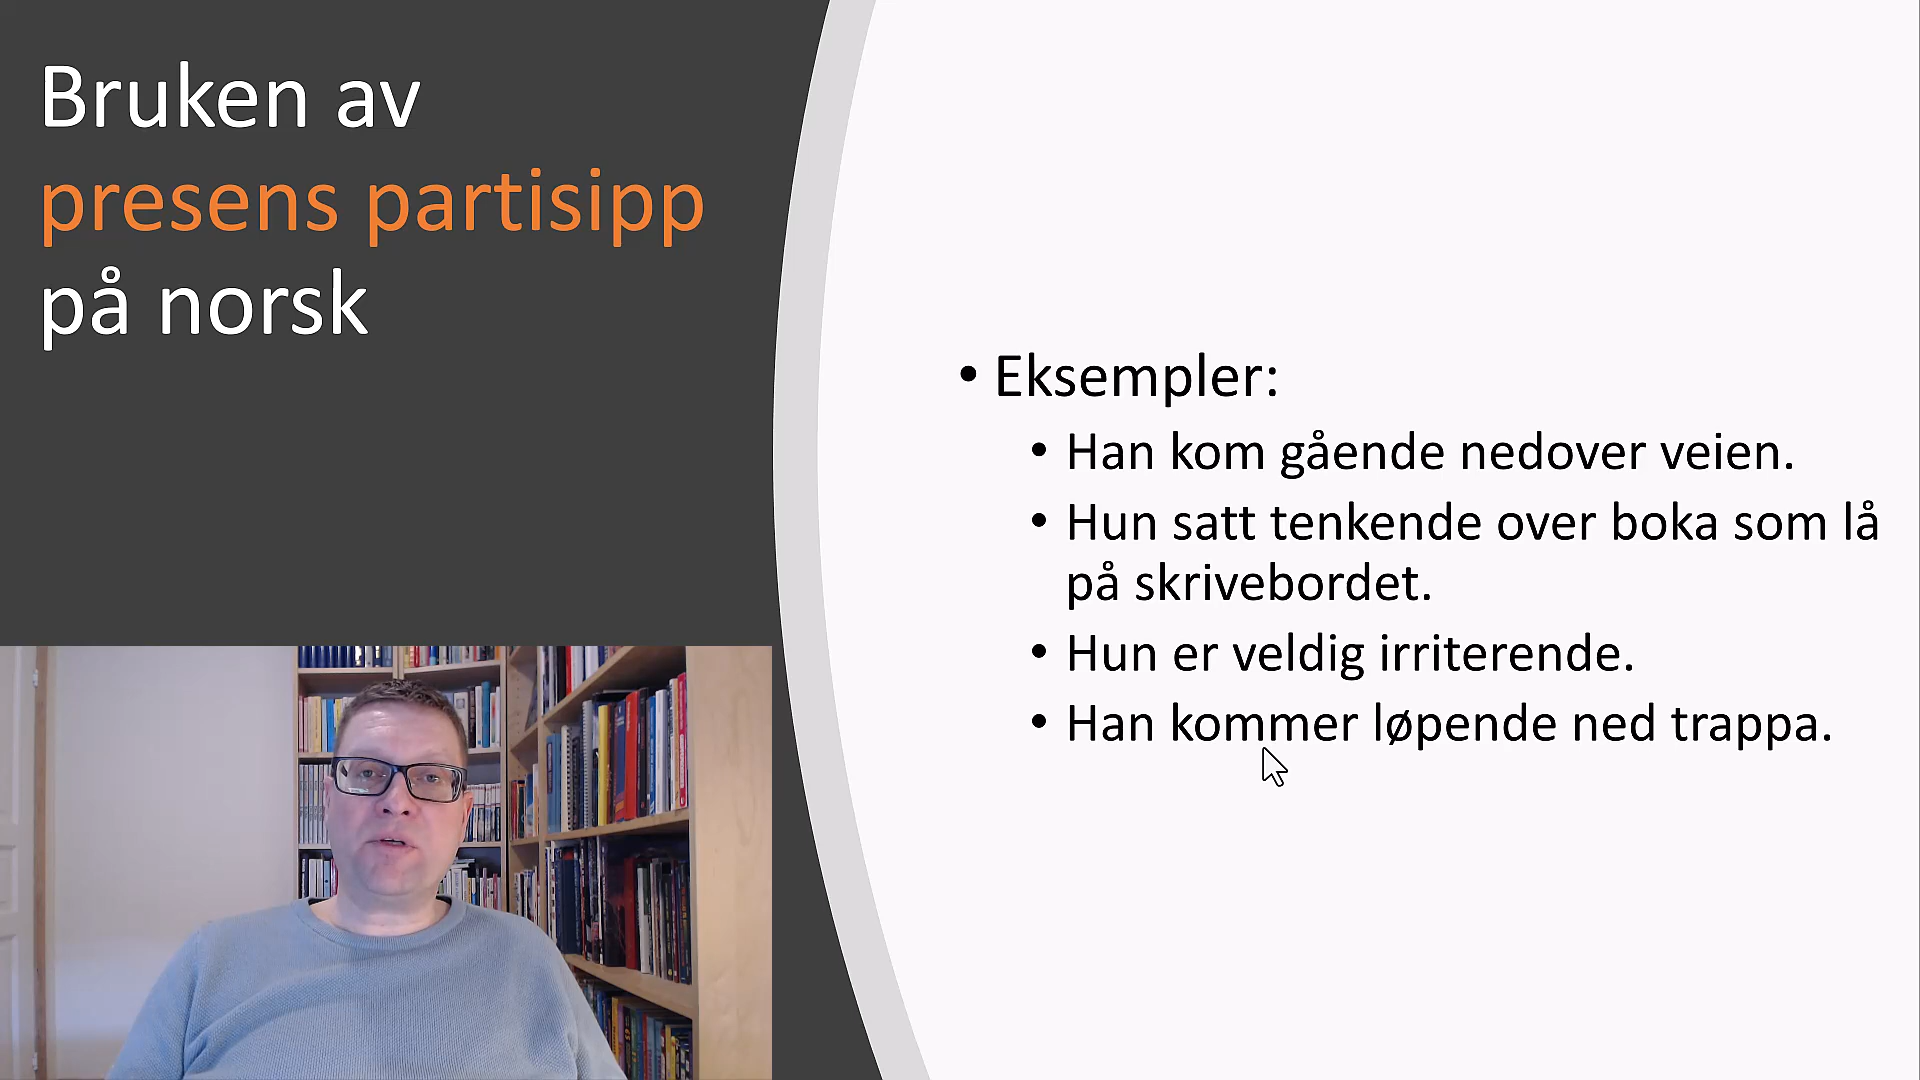 Bruken av
presens partisipp
på norsk
• Eksempler:
• Han kom gående nedover veien.
• Hun satt tenkende over boka som lå
på skrivebordet.
• Hun er veldig irriterende.
• Han kommer løpende ned trappa.